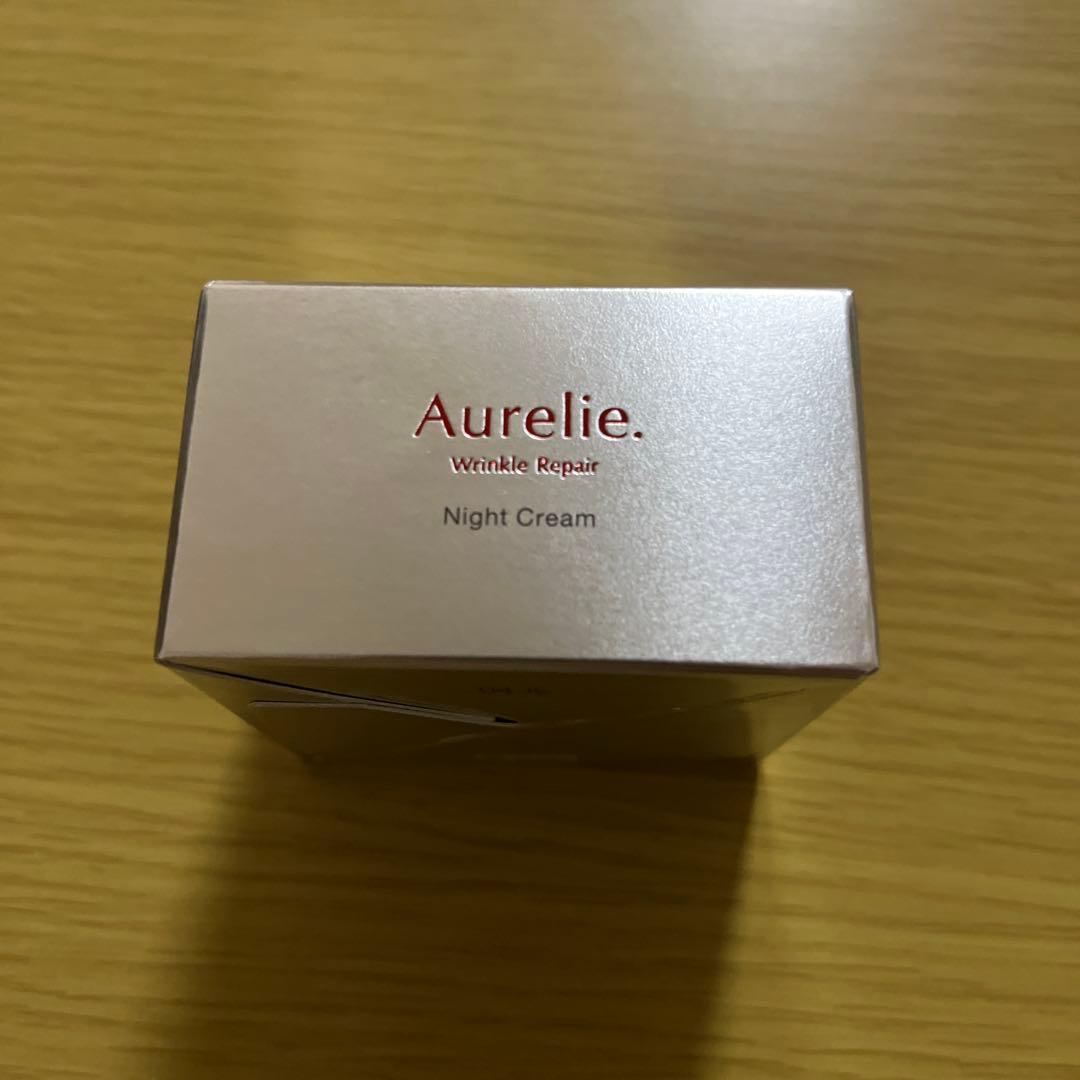 Aurelie.
Wrinkle Repair
Night Cream